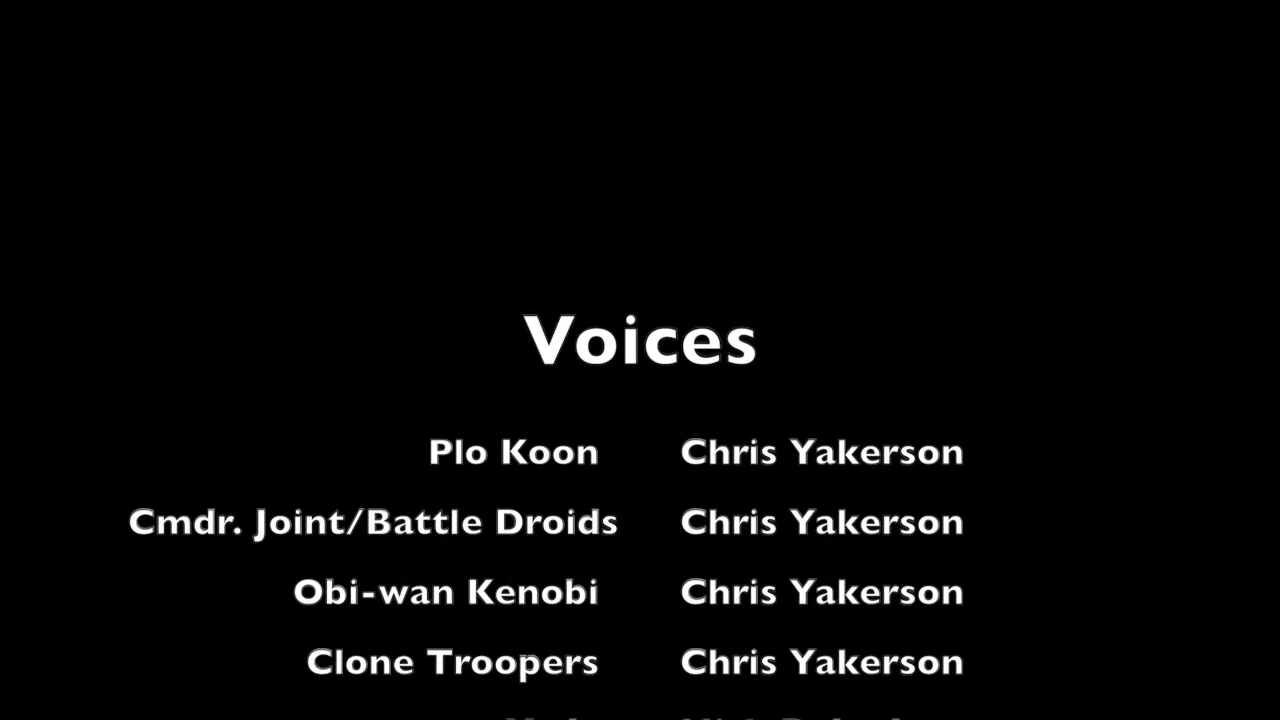 Voices
Plo Koon Chris Yakerson
Cmdr. Joint/Battle Droids Chris Yakerson
Obi-wan Kenobi Chris Yakerson
Clone Troopers Chris Yakerson